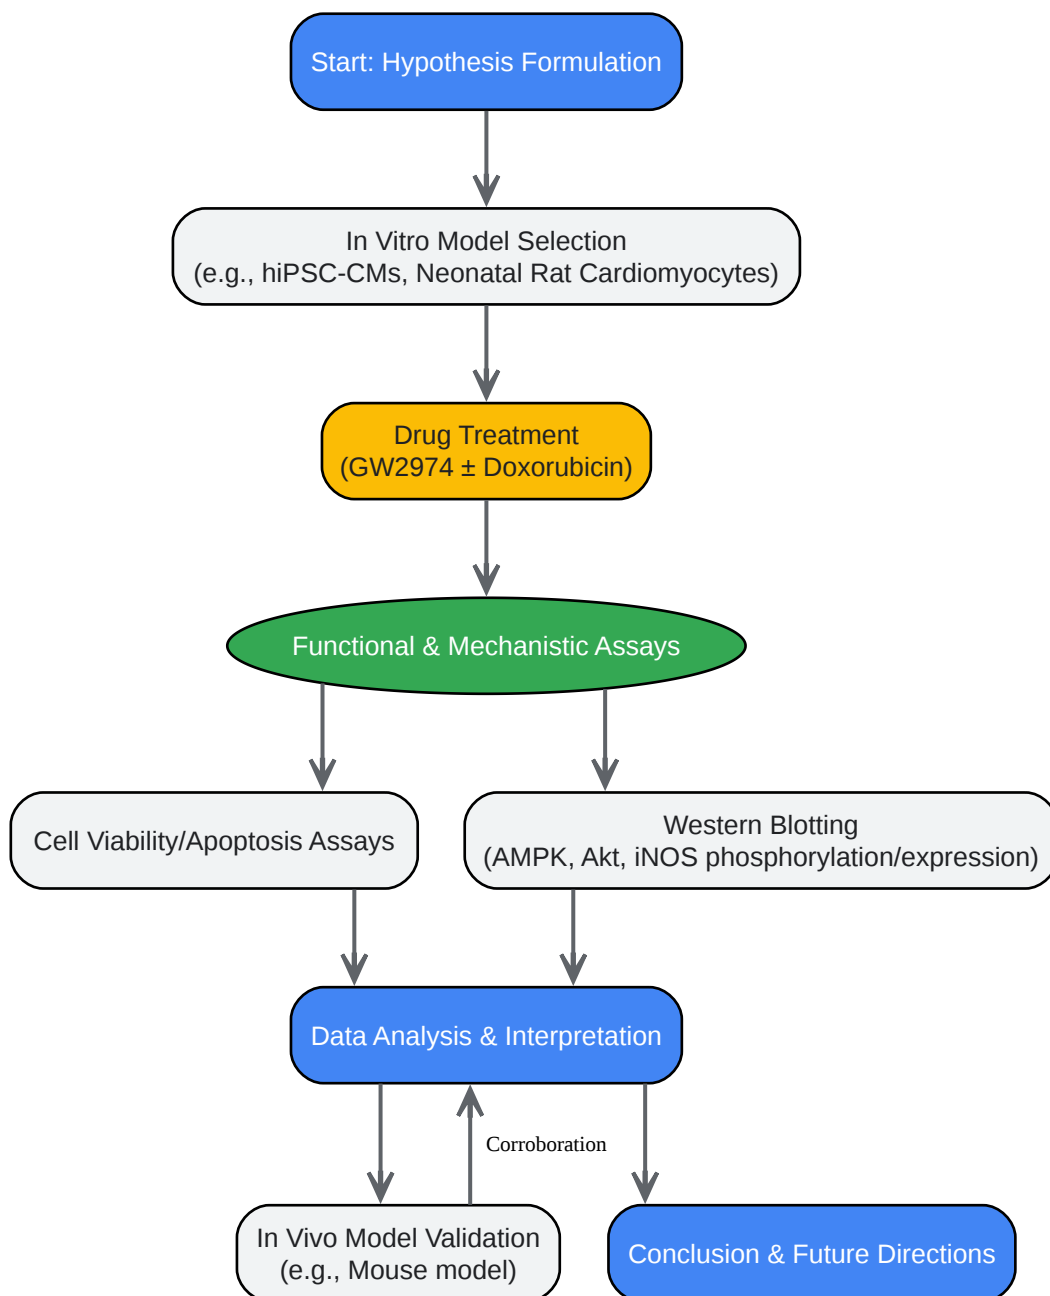 Start: Hypothesis Formulation
In Vitro Model Selection
(e.g., hiPSC-CMs, Neonatal Rat Cardiomyocytes)
Drug Treatment
(GW2974 ± Doxorubicin)
Functional & Mechanistic Assays
Cell Viability/Apoptosis Assays
Western Blotting
(AMPK, Akt, iNOS phosphorylation/expression)
Data Analysis & Interpretation
Corroboration
In Vivo Model Validation
(e.g., Mouse model)
Conclusion & Future Directions